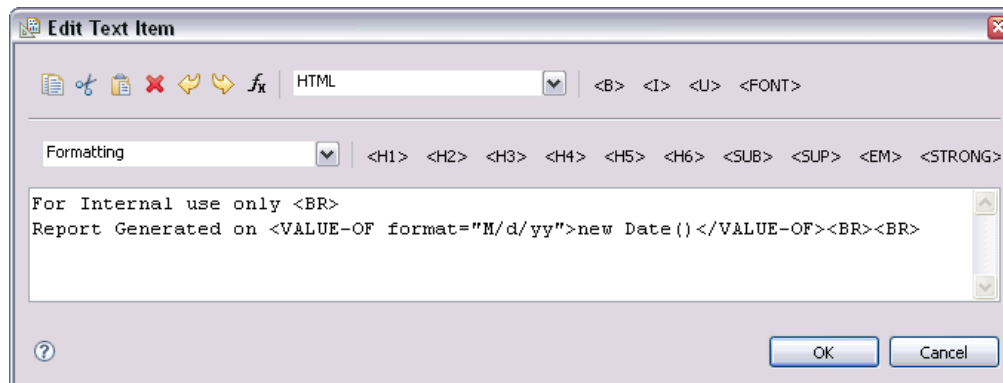 Edit Text Item
fx HTML <B> <I> <U> <FONT>
Formatting <H1> <H2> <H3> <H4> <H5> <H6> <SUB> <SUP> <EM> <STRONG>
For Internal use only <BR>
Report Generated on <VALUE-OF format="M/d/yy">new Date()</VALUE-OF><BR><BR>
? OK Cancel